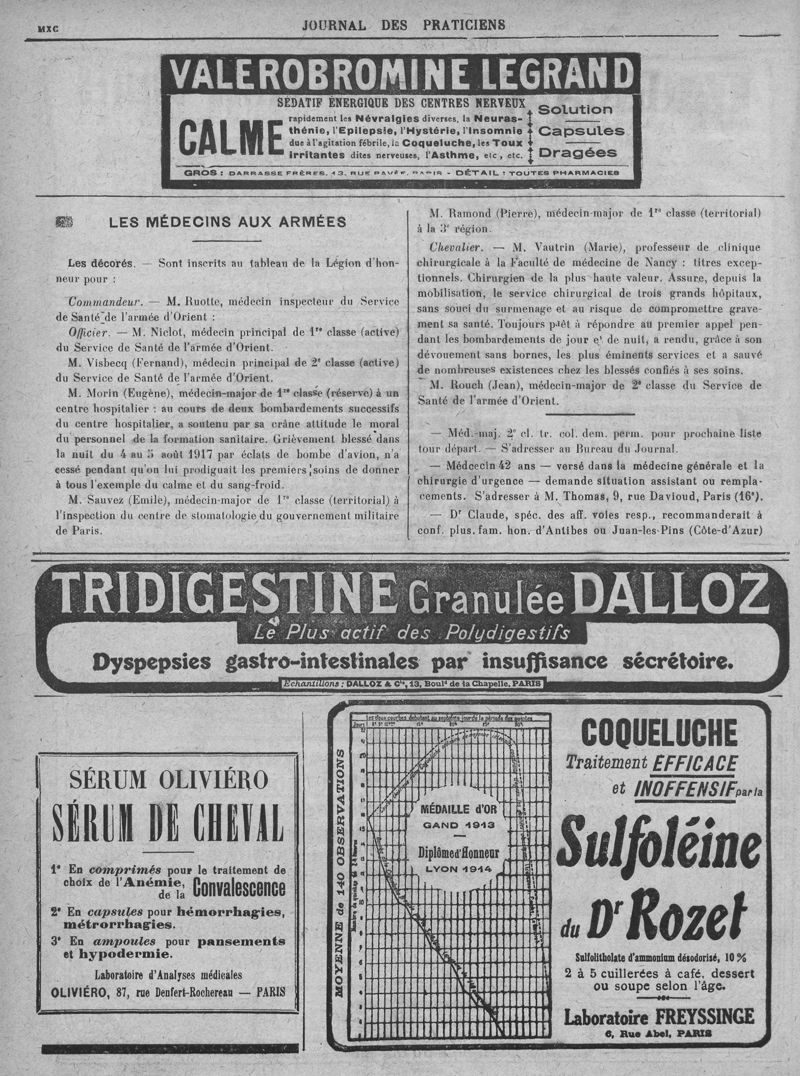 MXC
JOURNAL DES PRATICIENS
VALEROBROMINE LEGRAND
SÉDATIF ÉNERGIQUE DES CENTRES NERVEUX
CALME
rapidement les Névralgies diverses, la Neuras-
thénie, l'Epilepsie, l'Hystérie, l'Insomnie
due à l'agitation fébrile, la Coqueluche, les Toux
irritantes dites nerveuses, l'Asthme, etc., etc.
Solution
Capsules
Dragées
GROS : DARRASSE FRÈRES, 13, RUE PAVÉE, PARIS - DÉTAIL : TOUTES PHARMACIES
LES MÉDECINS AUX ARMÉES
Les décorés. — Sont inscrits au tableau de la Légion d'hon-
neur pour :
Commandeur. — M. Ruotte, médecin inspecteur du Service
de Santé de l'armée d'Orient :
Officier. — M. Niclot, médecin principal de 1re classe (active)
du Service de Santé de l'armée d'Orient.
M. Visbecq (Fernand), médecin principal de 2e classe (active)
du Service de Santé de l'armée d'Orient.
M. Morin (Eugène), médecin-major de 1re classe (réserve) à un
centre hospitalier : au cours de deux bombardements successifs
du centre hospitalier, a soutenu par sa crâne attitude le moral
du personnel de la formation sanitaire. Grièvement blessé dans
la nuit du 4 au 5 août 1917 par éclats de bombe d'avion, n'a
cessé pendant qu'on lui prodiguait les premiers soins de donner
à tous l'exemple du calme et du sang-froid.
M. Sauvez (Emile), médecin-major de 1re classe (territorial) à
l'inspection du centre de stomatologie du gouvernement militaire
de Paris.
M. Ramond (Pierre), médecin-major de 1re classe (territorial)
à la 3e région.
Chevalier. — M. Vautrin (Marie), professeur de clinique
chirurgicale à la Faculté de médecine de Nancy : titres excep-
tionnels. Chirurgien de la plus haute valeur. Assure, depuis la
mobilisation, le service chirurgical de trois grands hôpitaux,
sans souci du surmenage et au risque de compromettre grave-
ment sa santé. Toujours prêt à répondre au premier appel pen-
dant les bombardements de jour et de nuit, a rendu, grâce à son
dévouement sans bornes, les plus éminents services et a sauvé
de nombreuses existences chez les blessés confiés à ses soins.
M. Rouch (Jean), médecin-major de 2e classe du Service de
Santé de l'armée d'Orient.
— Méd.-maj. 2e cl. tr. col. dem. perm. pour prochaine liste
tour départ. — S'adresser au Bureau du Journal.
— Médecin 42 ans — versé dans la médecine générale et la
chirurgie d'urgence — demande situation assistant ou rempla-
cements. S'adresser à M. Thomas, 9, rue Davioud, Paris (16e).
— Dr Claude, spéc. des aff. voies resp., recommanderait à
conf. plus. fam. hon. d'Antibes ou Juan-les-Pins (Côte-d'Azur)
TRIDIGESTINE Granulée DALLOZ
Le Plus actif des Polydigestifs
Dyspepsies gastro-intestinales par insuffisance sécrétoire.
Echantillons : DALLOZ & Cie, 13, Bould de la Chapelle, PARIS
SÉRUM OLIVIÉRO
SÉRUM DE CHEVAL
1° En comprimés pour le traitement de
choix de l'Anémie, de la Convalescence
2° En capsules pour hémorrhagies,
métrorrhagies.
3° En ampoules pour pansements
et hypodermie.
Laboratoire d'Analyses médicales
OLIVIÉRO, 87, rue Denfert-Rochereau — PARIS
Les deux courbes débutent au septième jour de la période des quintes
MOYENNE de 140 OBSERVATIONS
MÉDAILLE D'OR
GAND 1913
Diplôme d'Honneur
LYON 1914
COQUELUCHE
Traitement EFFICACE
et INOFFENSIF par la
Sulfoléine
du Dr Rozet
Sulfolitholate d'ammonium désodorisé, 10 %
2 à 5 cuillerées à café, dessert
ou soupe selon l'âge.
Laboratoire FREYSSINGE
6, Rue Abel, PARIS